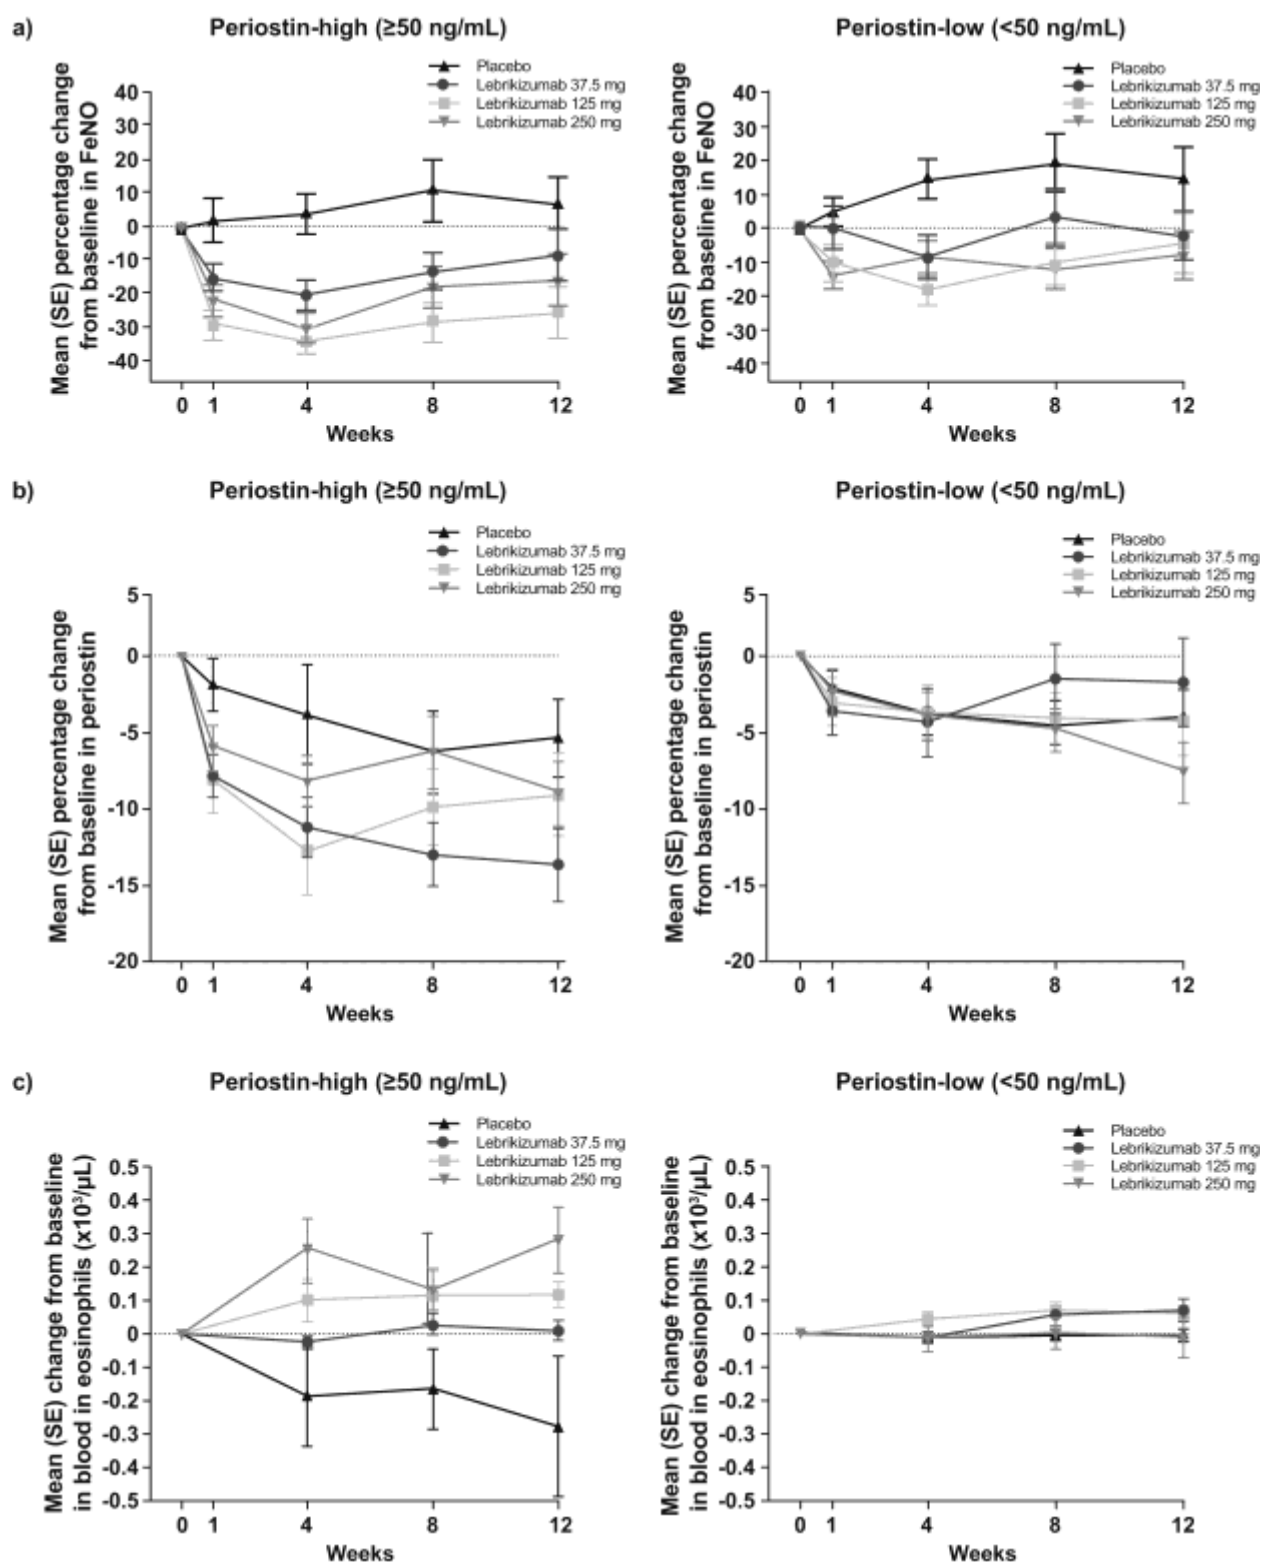 a)
Periostin-high (≥50 ng/mL)
Placebo
Lebrikizumab 37.5 mg
Lebrikizumab 125 mg
Lebrikizumab 250 mg
Mean (SE) percentage change
from baseline in FeNO
40
30
20
10
0
-10
-20
-30
-40
0 1 4 8 12
Weeks
Periostin-low (<50 ng/mL)
Placebo
Lebrikizumab 37.5 mg
Lebrikizumab 125 mg
Lebrikizumab 250 mg
Mean (SE) percentage change
from baseline in FeNO
40
30
20
10
0
-10
-20
-30
-40
0 1 4 8 12
Weeks
b)
Periostin-high (≥50 ng/mL)
Placebo
Lebrikizumab 37.5 mg
Lebrikizumab 125 mg
Lebrikizumab 250 mg
Mean (SE) percentage change
from baseline in periostin
5
0
-5
-10
-15
-20
0 1 4 8 12
Weeks
Periostin-low (<50 ng/mL)
Placebo
Lebrikizumab 37.5 mg
Lebrikizumab 125 mg
Lebrikizumab 250 mg
Mean (SE) percentage change
from baseline in periostin
5
0
-5
-10
-15
-20
0 1 4 8 12
Weeks
c)
Periostin-high (≥50 ng/mL)
Placebo
Lebrikizumab 37.5 mg
Lebrikizumab 125 mg
Lebrikizumab 250 mg
Mean (SE) change from baseline
in blood in eosinophils (x10³/µL)
0.5
0.4
0.3
0.2
0.1
0
-0.1
-0.2
-0.3
-0.4
-0.5
0 1 4 8 12
Weeks
Periostin-low (<50 ng/mL)
Placebo
Lebrikizumab 37.5 mg
Lebrikizumab 125 mg
Lebrikizumab 250 mg
Mean (SE) change from baseline
in blood in eosinophils (x10³/µL)
0.5
0.4
0.3
0.2
0.1
0
-0.1
-0.2
-0.3
-0.4
-0.5
0 1 4 8 12
Weeks